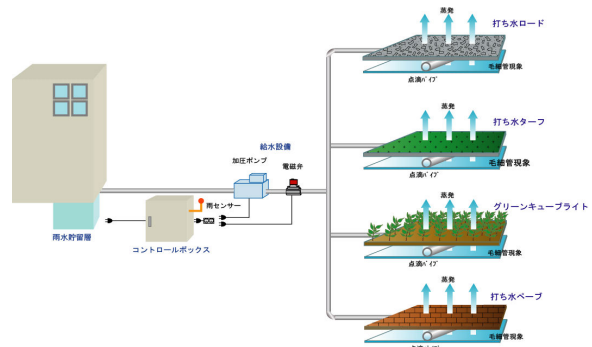 蒸発
打ち水ロード
毛細管現象
点滴パイプ
蒸発
打ち水ターフ
毛細管現象
点滴パイプ
蒸発
グリーンキューブライト
毛細管現象
点滴パイプ
蒸発
打ち水ペーブ
毛細管現象
給水設備
加圧ポンプ
電磁弁
雨センサー
雨水貯留層
コントロールボックス